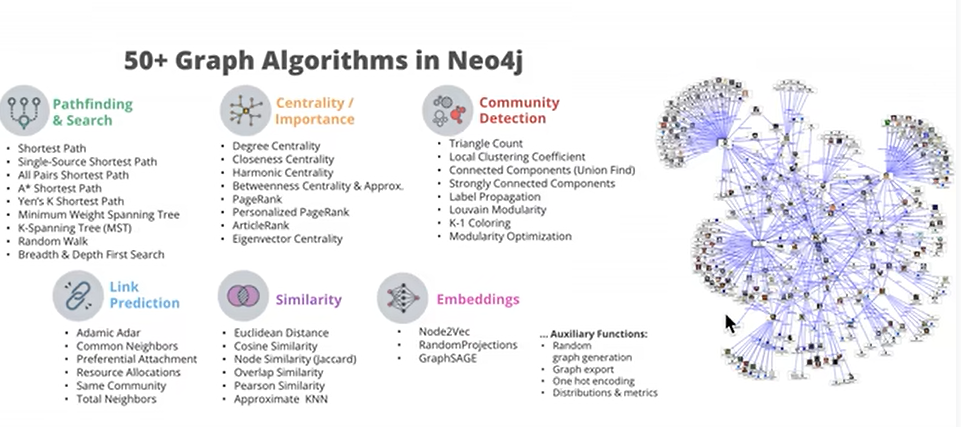 50+ Graph Algorithms in Neo4j
Pathfinding
& Search
• Shortest Path
• Single-Source Shortest Path
• All Pairs Shortest Path
• A* Shortest Path
• Yen's K Shortest Path
• Minimum Weight Spanning Tree
• K-Spanning Tree (MST)
• Random Walk
• Breadth & Depth First Search
Centrality /
Importance
• Degree Centrality
• Closeness Centrality
• Harmonic Centrality
• Betweenness Centrality & Approx.
• PageRank
• Personalized PageRank
• ArticleRank
• Eigenvector Centrality
Community
Detection
• Triangle Count
• Local Clustering Coefficient
• Connected Components (Union Find)
• Strongly Connected Components
• Label Propagation
• Louvain Modularity
• K-1 Coloring
• Modularity Optimization
Link
Prediction
• Adamic Adar
• Common Neighbors
• Preferential Attachment
• Resource Allocations
• Same Community
• Total Neighbors
Similarity
• Euclidean Distance
• Cosine Similarity
• Node Similarity (Jaccard)
• Overlap Similarity
• Pearson Similarity
• Approximate KNN
Embeddings
• Node2Vec
• RandomProjections
• GraphSAGE
... Auxiliary Functions:
• Random
graph generation
• Graph export
• One hot encoding
• Distributions & metrics